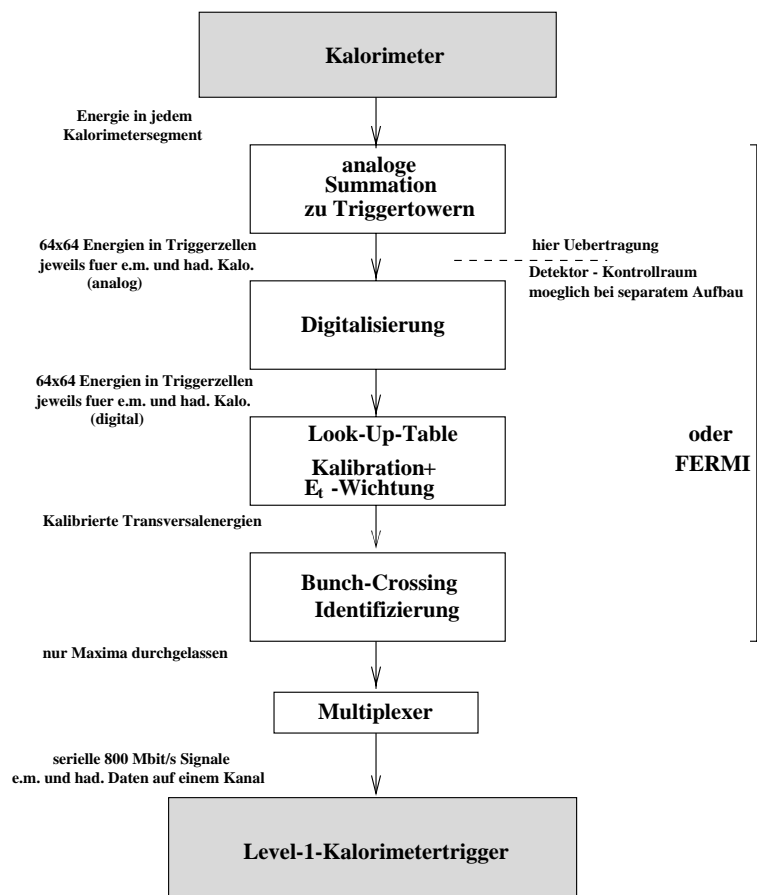 Kalorimeter
Energie in jedem
Kalorimetersegment
analoge
Summation
zu Triggertowern
64x64 Energien in Triggerzellen
jeweils fuer e.m. und had. Kalo.
(analog)
hier Uebertragung
Detektor - Kontrollraum
moeglich bei separatem Aufbau
Digitalisierung
64x64 Energien in Triggerzellen
jeweils fuer e.m. und had. Kalo.
(digital)
Look-Up-Table
Kalibration+
Et -Wichtung
oder
FERMI
Kalibrierte Transversalenergien
Bunch-Crossing
Identifizierung
nur Maxima durchgelassen
Multiplexer
serielle 800 Mbit/s Signale
e.m. und had. Daten auf einem Kanal
Level-1-Kalorimetertrigger